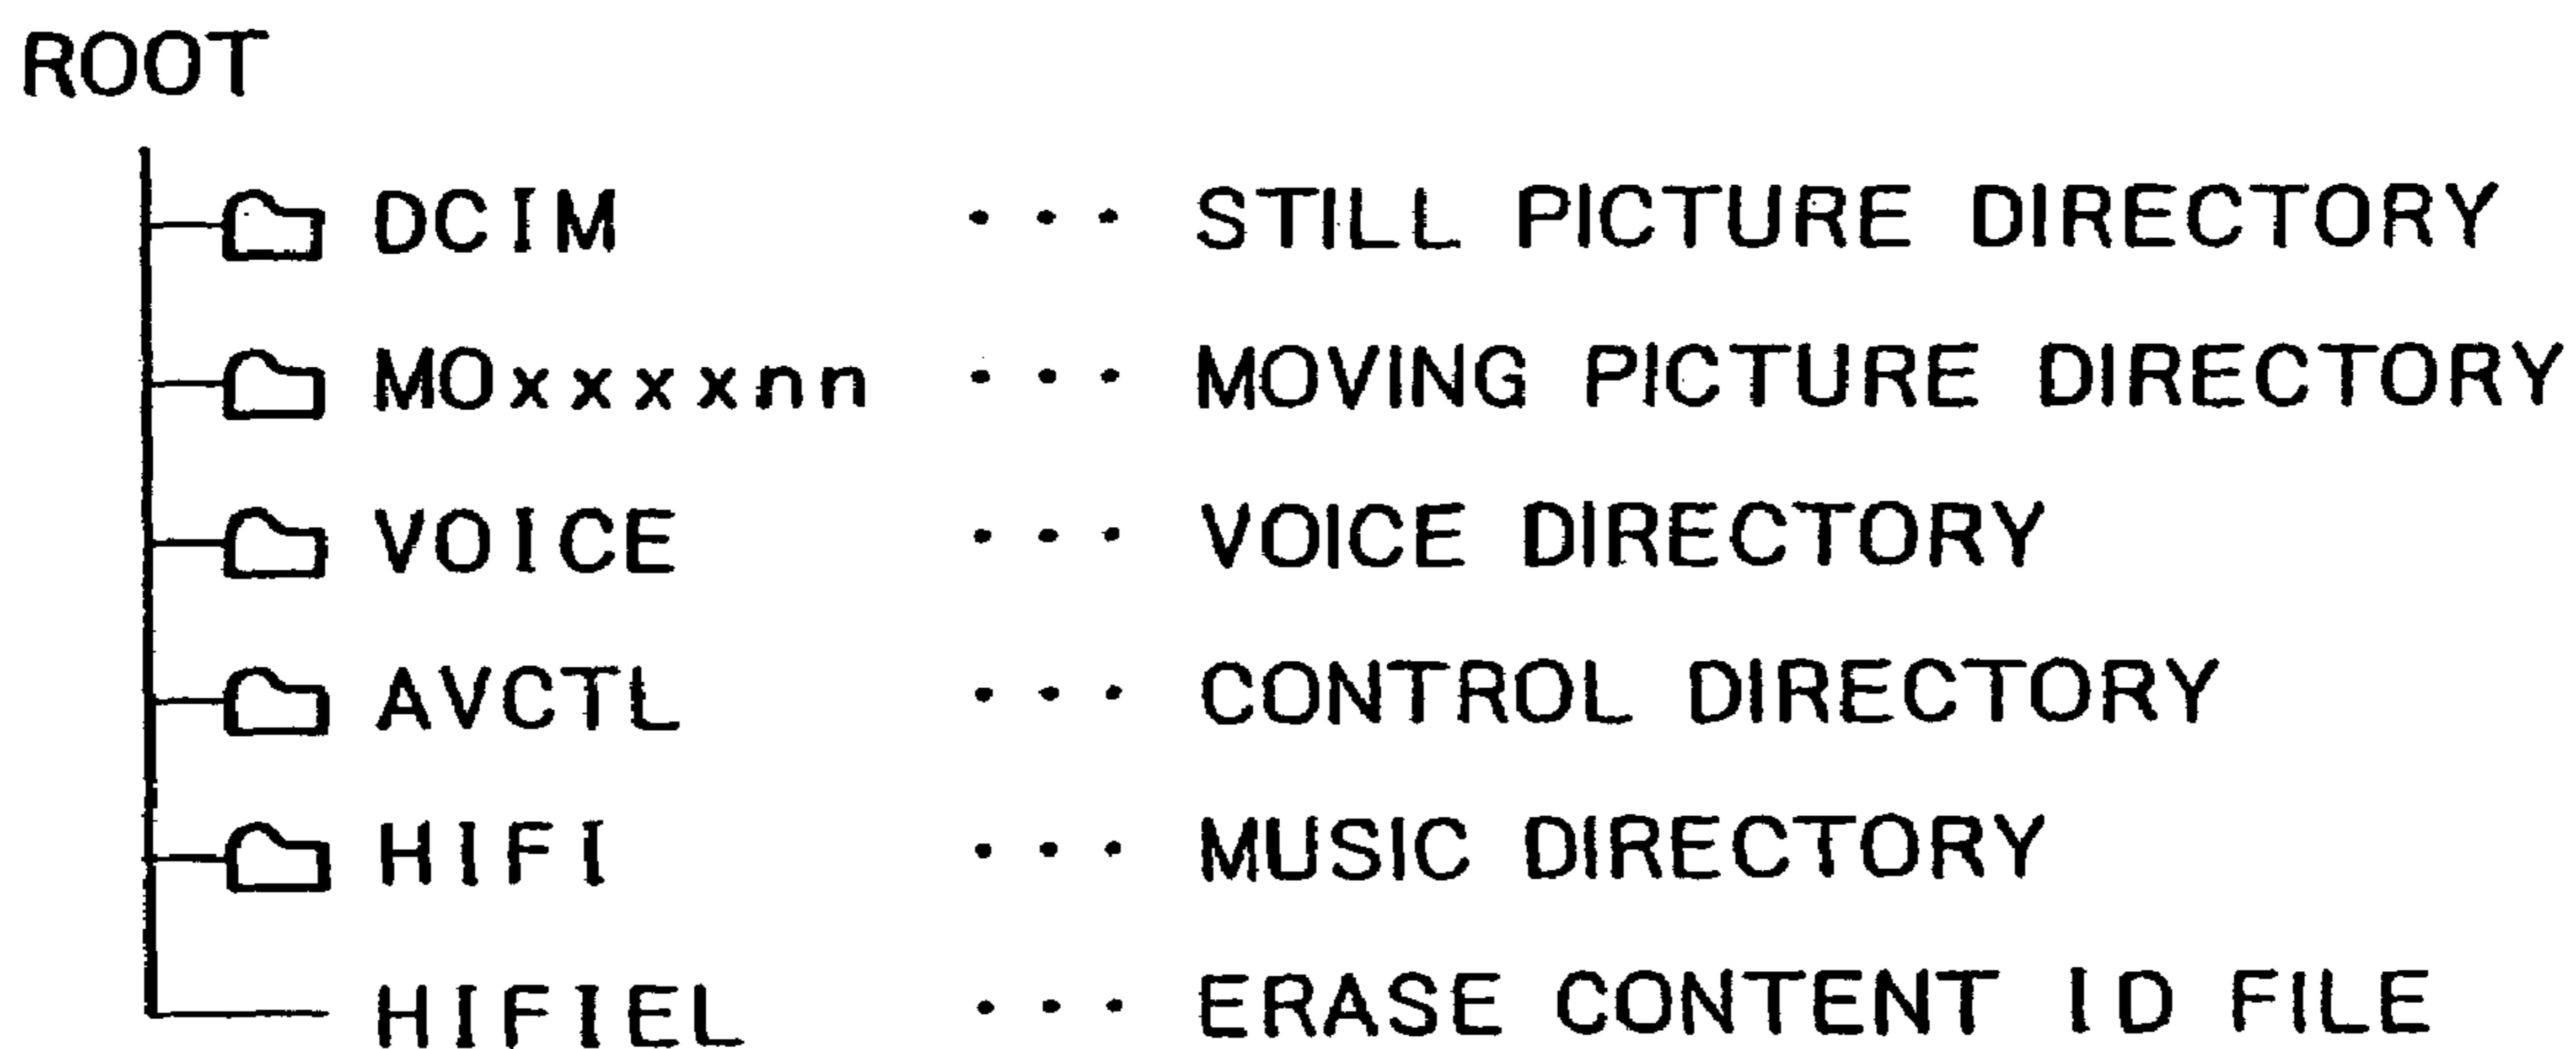 ROOT
DCIM ... STILL PICTURE DIRECTORY
MOxxxxnn ... MOVING PICTURE DIRECTORY
VOICE ... VOICE DIRECTORY
AVCTL ... CONTROL DIRECTORY
HIFI ... MUSIC DIRECTORY
HIFIEL ... ERASE CONTENT ID FILE